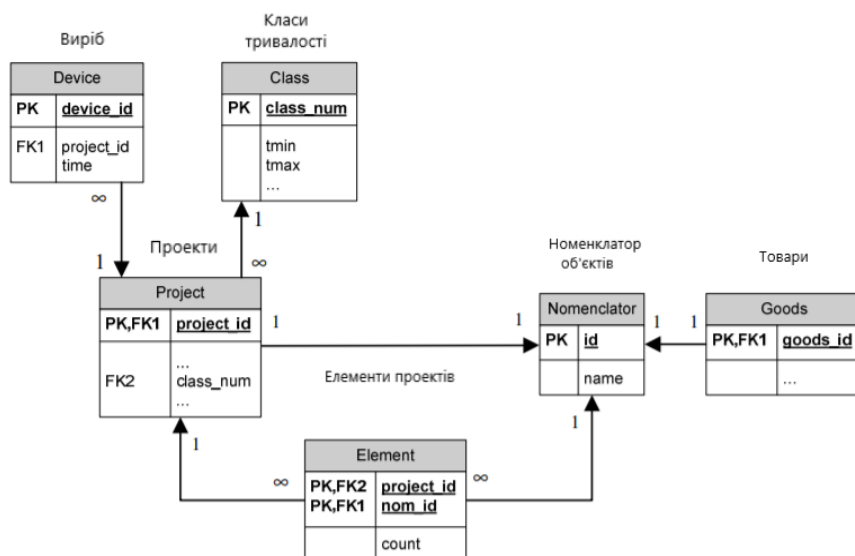 Виріб
Device
PK device_id
FK1 project_id
time
∞
1
Класи
тривалості
Class
PK class_num
tmin
tmax
...
1
∞
Проекти
Project
PK,FK1 project_id
...
FK2 class_num
...
1
1
Елементи проектів
Номенклатор
об'єктів
Nomenclator
PK id
name
1
1
Товари
Goods
PK,FK1 goods_id
...
1
∞
Element
PK,FK2 project_id
PK,FK1 nom_id
count
∞
1